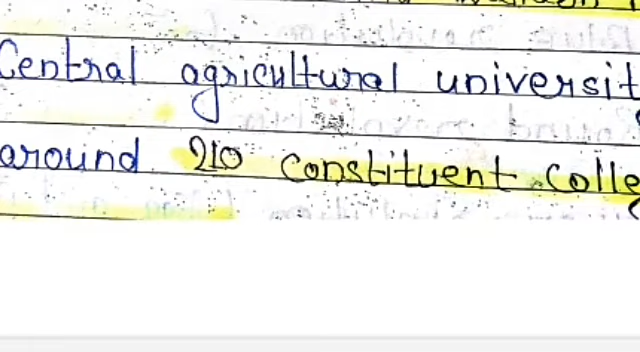 Central agricultural universit
around 210 constituent colle